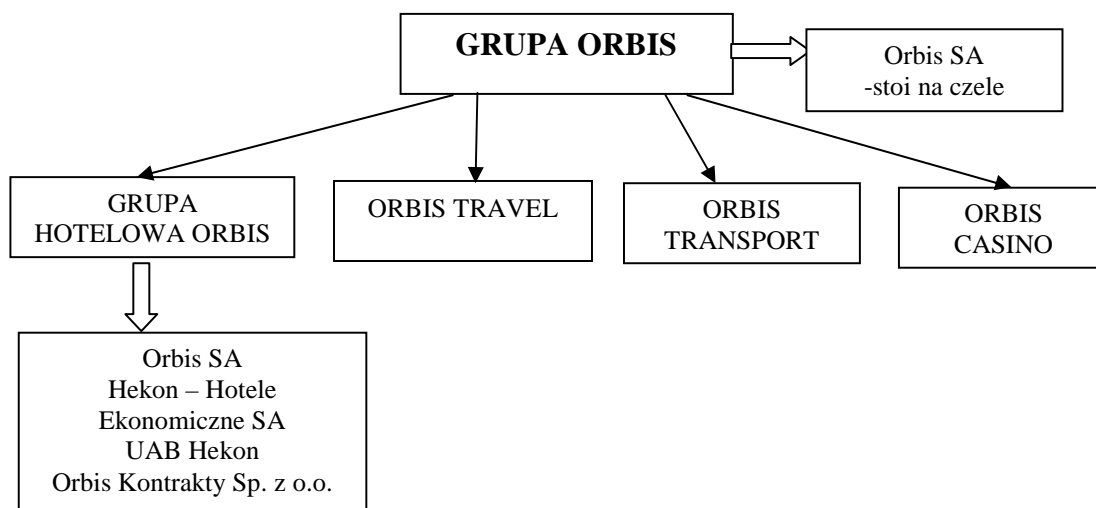 GRUPA ORBIS
Orbis SA
-stoi na czele
GRUPA
HOTELOWA ORBIS
ORBIS TRAVEL
ORBIS
TRANSPORT
ORBIS
CASINO
Orbis SA
Hekon – Hotele
Ekonomiczne SA
UAB Hekon
Orbis Kontrakty Sp. z o.o.